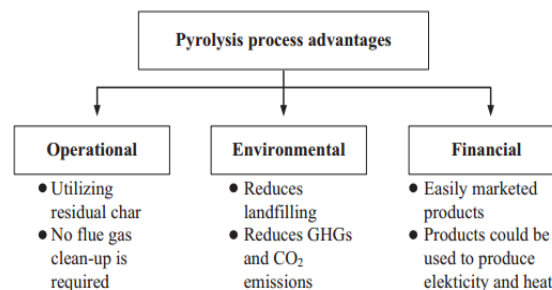 Pyrolysis process advantages
Operational
● Utilizing
residual char
● No flue gas
clean-up is
required
Environmental
● Reduces
landfilling
● Reduces GHGs
and CO₂
emissions
Financial
● Easily marketed
products
● Products could be
used to produce
elekticity and heat